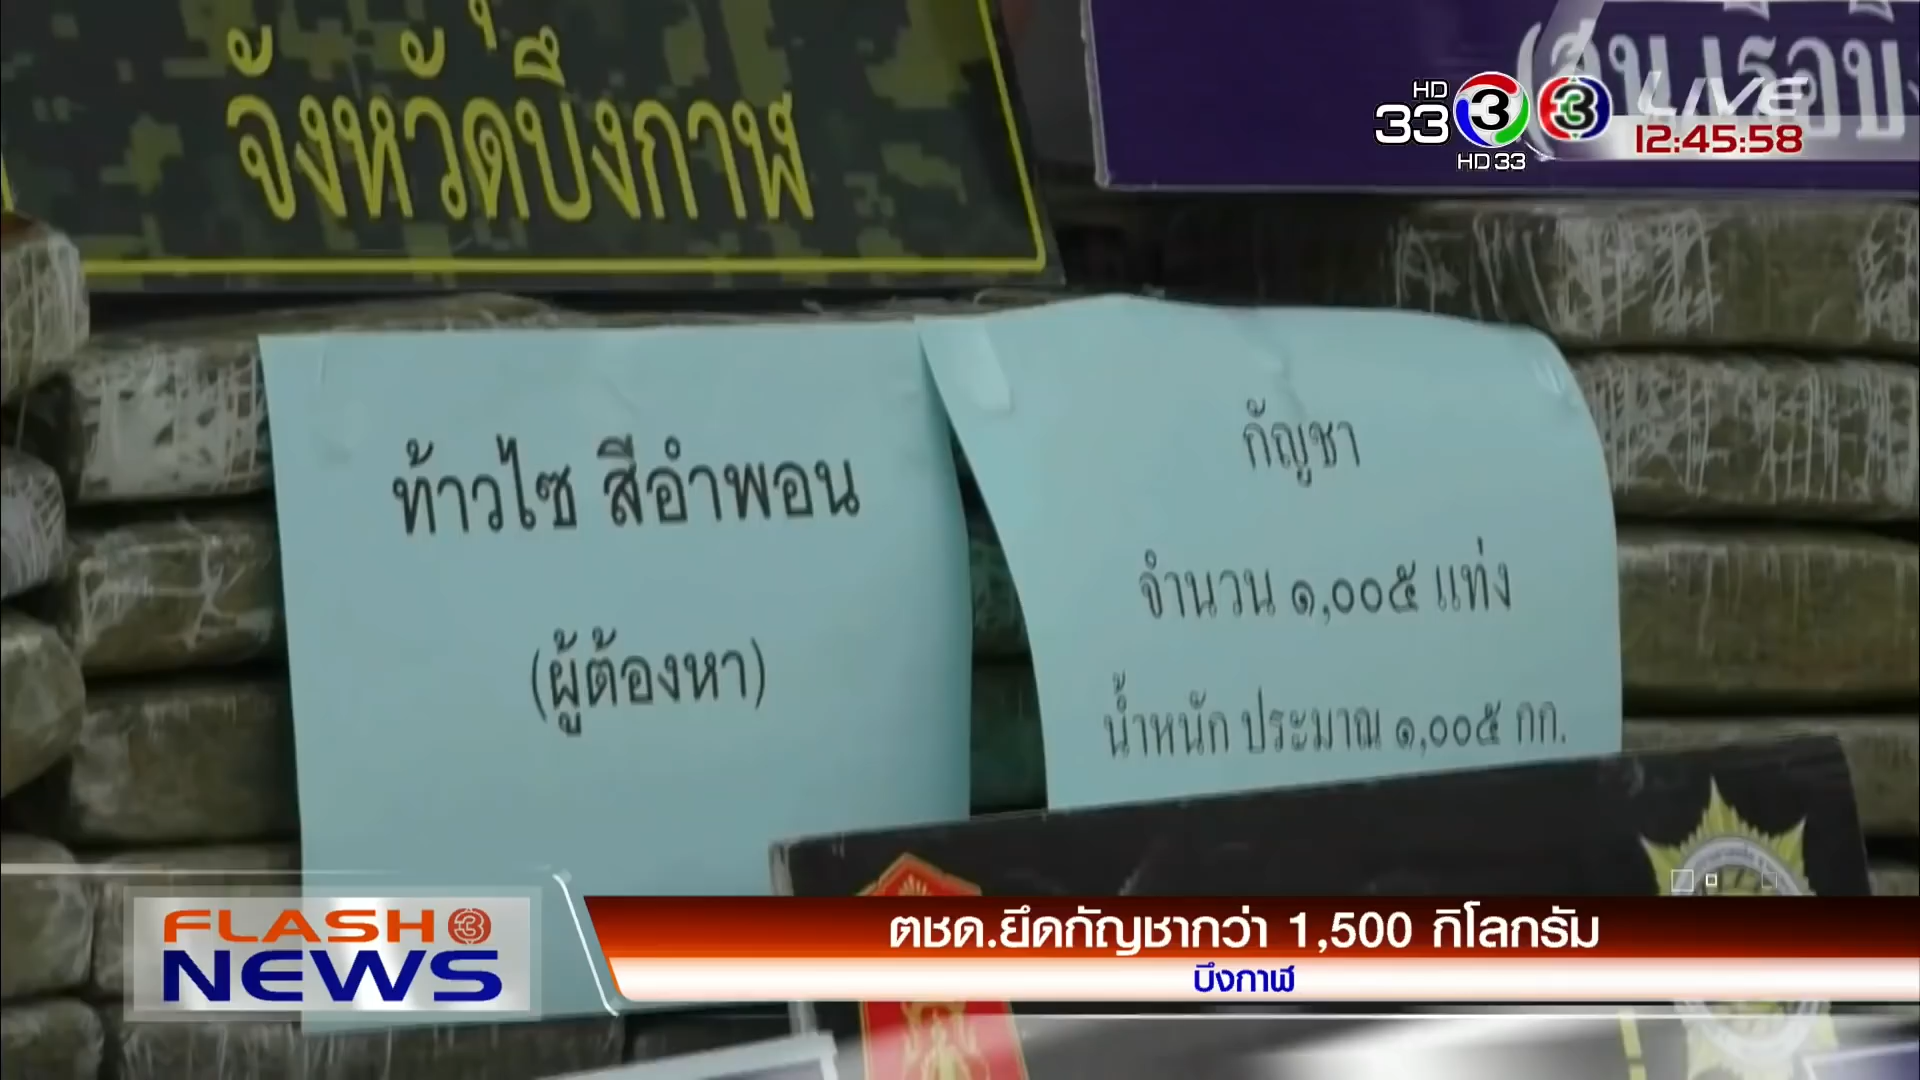 จังหวัดบึงกาฬ
HD
33
3
HD 33
3
LIVE
12:45:58
ท้าวไซ สีอำพอน
(ผู้ต้องหา)
กัญชา
จำนวน ๑,๐๐๕ แท่ง
น้ำหนัก ประมาณ ๑,๐๐๕ กก.
FLASH 3
NEWS
ตชด.ยึดกัญชากว่า 1,500 กิโลกรัม
บึงกาฬ